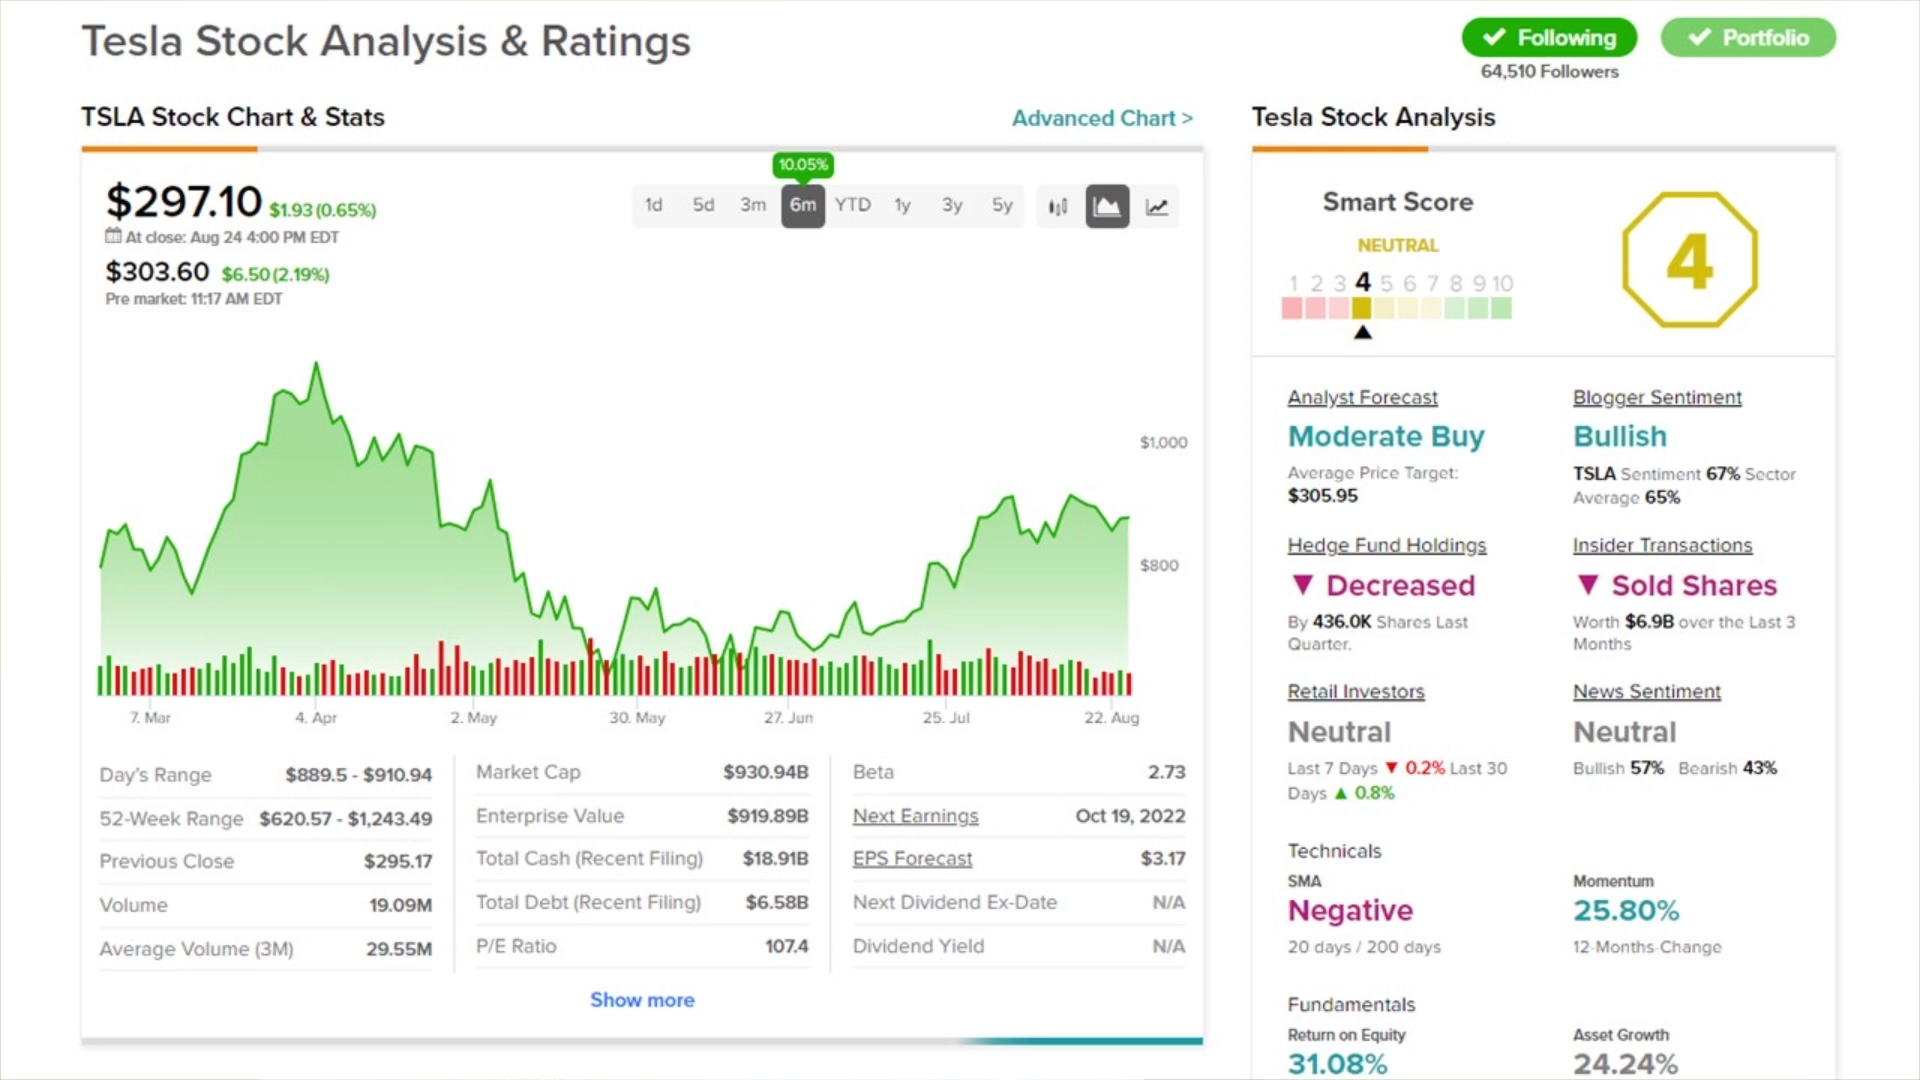 Tesla Stock Analysis & Ratings
Following
Portfolio
64,510 Followers
TSLA Stock Chart & Stats
Advanced Chart >
10.05%
$297.10 $1.93 (0.65%)
At close: Aug 24 4:00 PM EDT
$303.60 $6.50 (2.19%)
Pre market: 11:17 AM EDT
1d 5d 3m 6m YTD 1y 3y 5y
$1,000
$800
7. Mar 4. Apr 2. May 30. May 27. Jun 25. Jul 22. Aug
Day's Range $889.5 - $910.94
52-Week Range $620.57 - $1,243.49
Previous Close $295.17
Volume 19.09M
Average Volume (3M) 29.55M
Market Cap $930.94B
Enterprise Value $919.89B
Total Cash (Recent Filing) $18.91B
Total Debt (Recent Filing) $6.58B
P/E Ratio 107.4
Beta 2.73
Next Earnings Oct 19, 2022
EPS Forecast $3.17
Next Dividend Ex-Date N/A
Dividend Yield N/A
Show more
Tesla Stock Analysis
Smart Score
NEUTRAL
1 2 3 4 5 6 7 8 9 10
4
Analyst Forecast
Moderate Buy
Average Price Target:
$305.95
Blogger Sentiment
Bullish
TSLA Sentiment 67% Sector
Average 65%
Hedge Fund Holdings
▼ Decreased
By 436.0K Shares Last
Quarter.
Insider Transactions
▼ Sold Shares
Worth $6.9B over the Last 3
Months
Retail Investors
Neutral
Last 7 Days ▼ 0.2% Last 30
Days ▲ 0.8%
News Sentiment
Neutral
Bullish 57% Bearish 43%
Technicals
SMA
Negative
20 days / 200 days
Momentum
25.80%
12-Months-Change
Fundamentals
Return on Equity
31.08%
Asset Growth
24.24%